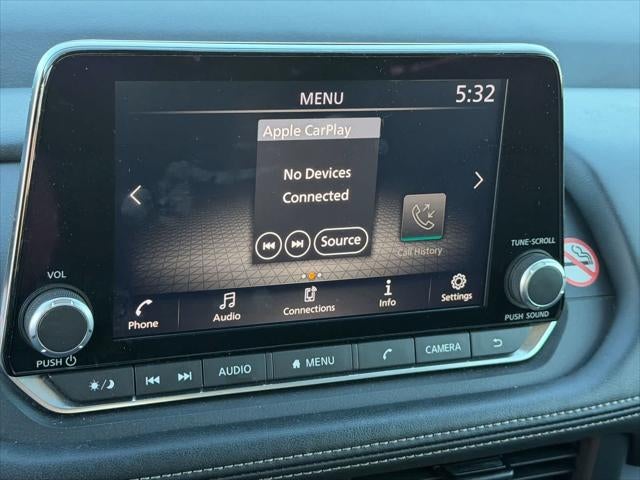 MENU
5:32
Apple CarPlay
No Devices
Connected
Source
Call History
Phone
Audio
Connections
Info
Settings
VOL
PUSH
TUNE-SCROLL
PUSH SOUND
AUDIO
MENU
CAMERA